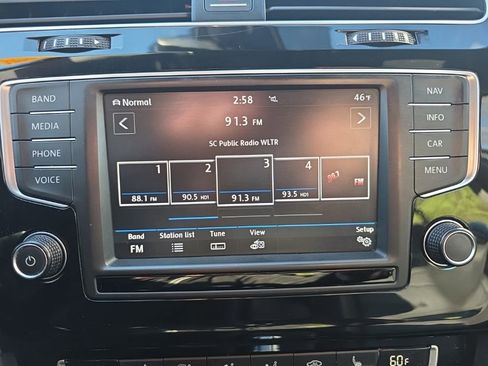 BAND
MEDIA
PHONE
VOICE
Normal
2:58
46°F
91.3 FM
SC Public Radio WLTR
1
88.1 FM
2
90.5 HD1
3
91.3 FM
4
93.5 HD1
FM
Band
FM
Station list
Tune
View
Setup
NAV
INFO
CAR
MENU
60°F